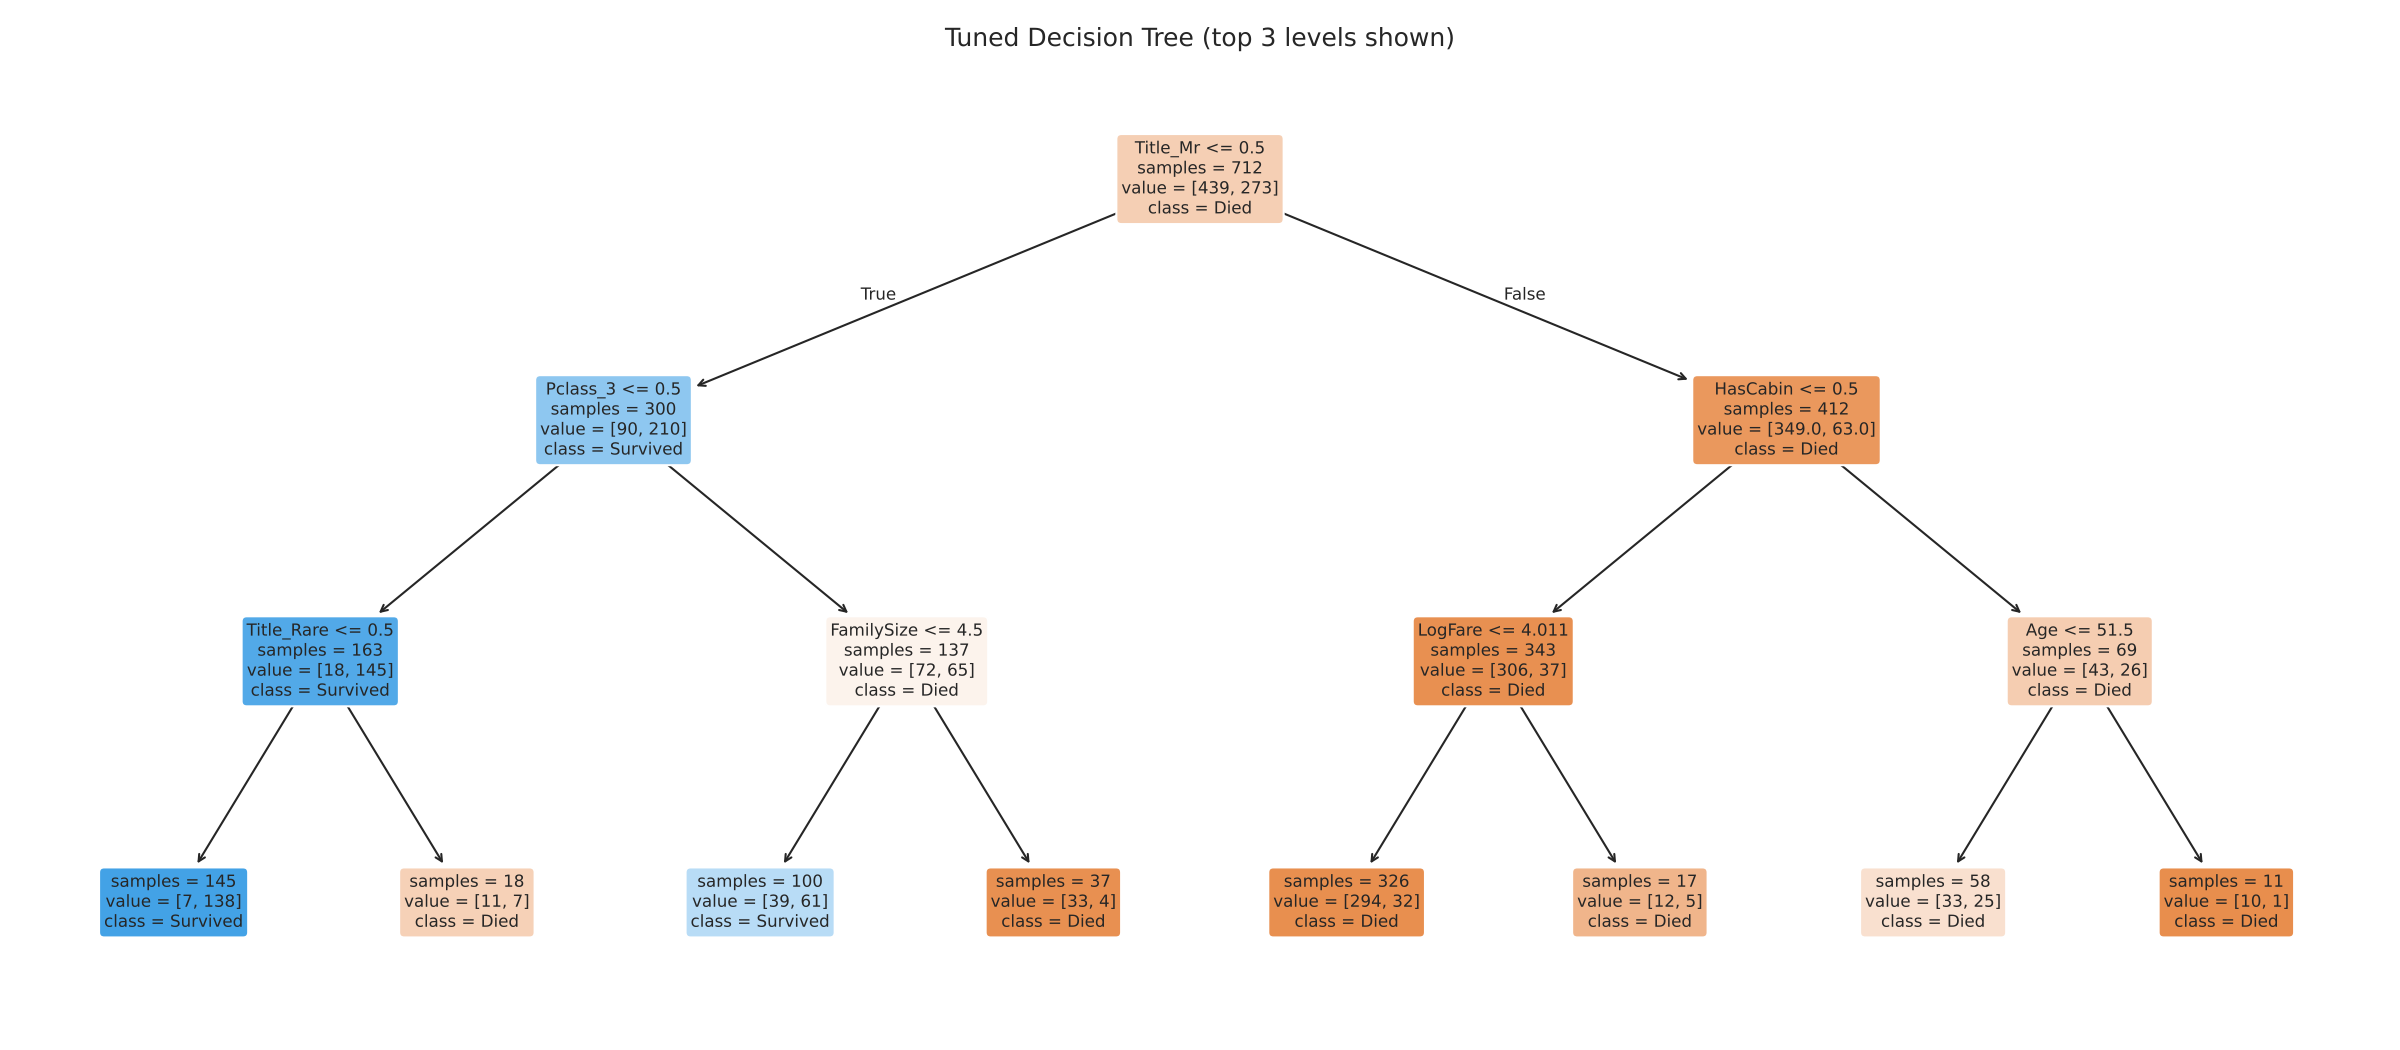 Tuned Decision Tree (top 3 levels shown)
Title_Mr <= 0.5
samples = 712
value = [439, 273]
class = Died
True
False
Pclass_3 <= 0.5
samples = 300
value = [90, 210]
class = Survived
HasCabin <= 0.5
samples = 412
value = [349.0, 63.0]
class = Died
Title_Rare <= 0.5
samples = 163
value = [18, 145]
class = Survived
FamilySize <= 4.5
samples = 137
value = [72, 65]
class = Died
LogFare <= 4.011
samples = 343
value = [306, 37]
class = Died
Age <= 51.5
samples = 69
value = [43, 26]
class = Died
samples = 145
value = [7, 138]
class = Survived
samples = 18
value = [11, 7]
class = Died
samples = 100
value = [39, 61]
class = Survived
samples = 37
value = [33, 4]
class = Died
samples = 326
value = [294, 32]
class = Died
samples = 17
value = [12, 5]
class = Died
samples = 58
value = [33, 25]
class = Died
samples = 11
value = [10, 1]
class = Died